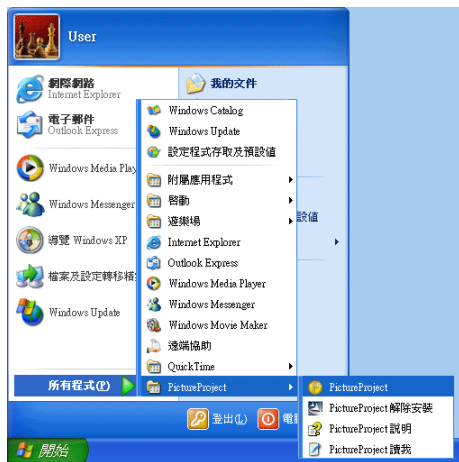 User
網際網路
Internet Explorer
電子郵件
Outlook Express
Windows Media Play
Windows Messenger
導覽 Windows XP
檔案及設定轉移精
Windows Update
所有程式(P)
我的文件
設值
Windows Catalog
Windows Update
設定程式存取及預設值
附屬應用程式
啟動
遊樂場
Internet Explorer
Outlook Express
Windows Media Player
Windows Messenger
Windows Movie Maker
遠端協助
QuickTime
PictureProject
PictureProject
PictureProject 解除安裝
PictureProject 說明
PictureProject 讀我
登出(L)
電
開始